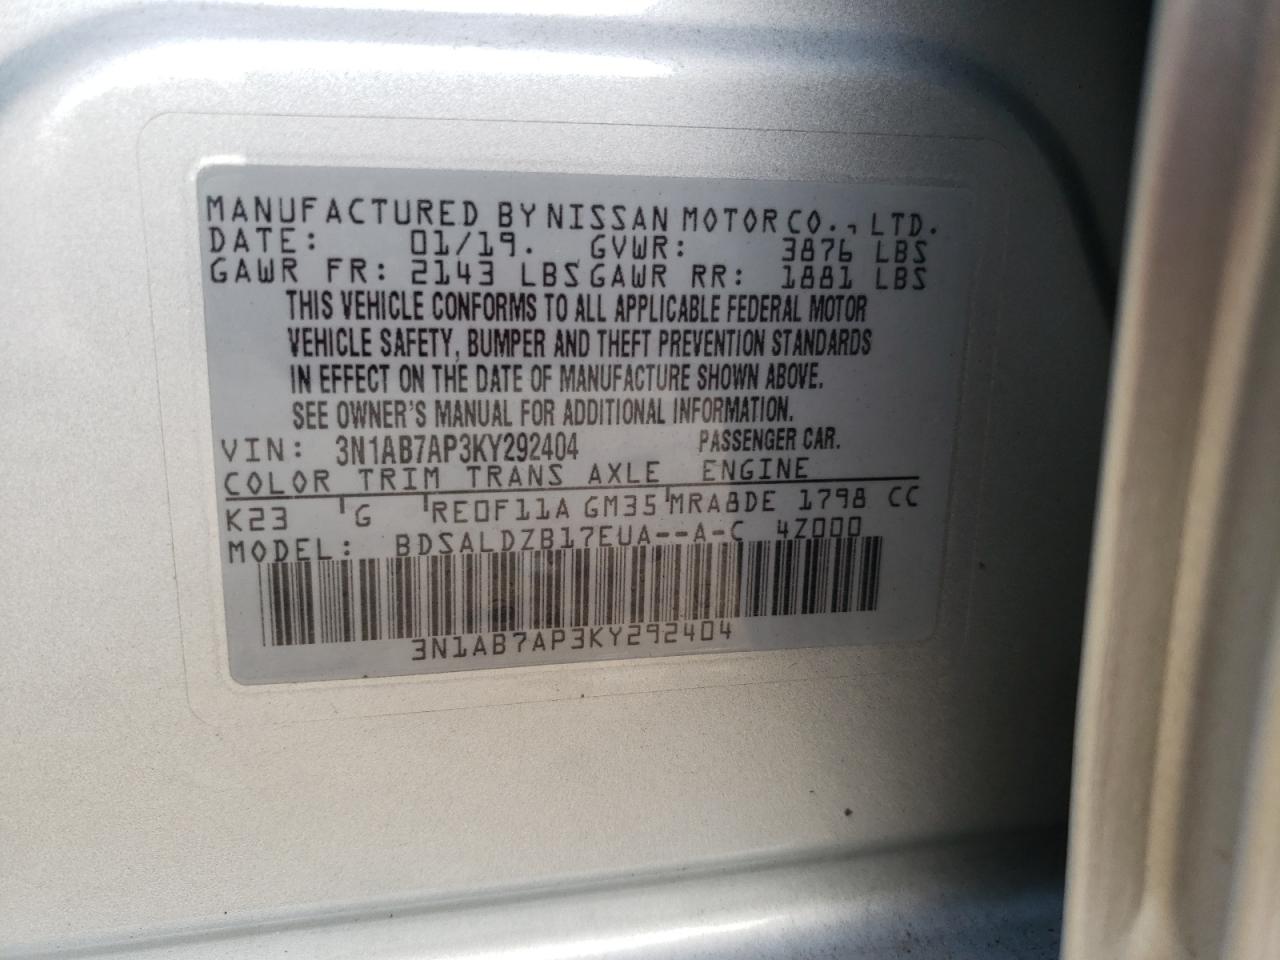 MANUFACTURED BY NISSAN MOTOR CO., LTD.
DATE: 01/19. GVWR: 3876 LBS
GAWR FR: 2143 LBS GAWR RR: 1881 LBS
THIS VEHICLE CONFORMS TO ALL APPLICABLE FEDERAL MOTOR
VEHICLE SAFETY, BUMPER AND THEFT PREVENTION STANDARDS
IN EFFECT ON THE DATE OF MANUFACTURE SHOWN ABOVE.
SEE OWNER'S MANUAL FOR ADDITIONAL INFORMATION.
VIN: 3N1AB7AP3KY292404 PASSENGER CAR.
COLOR TRIM TRANS AXLE ENGINE
K23 G RE0F11A GM35 MRA8DE 1798 CC
MODEL: BDSALDZB17EUA--A-C 4Z000
3N1AB7AP3KY292404